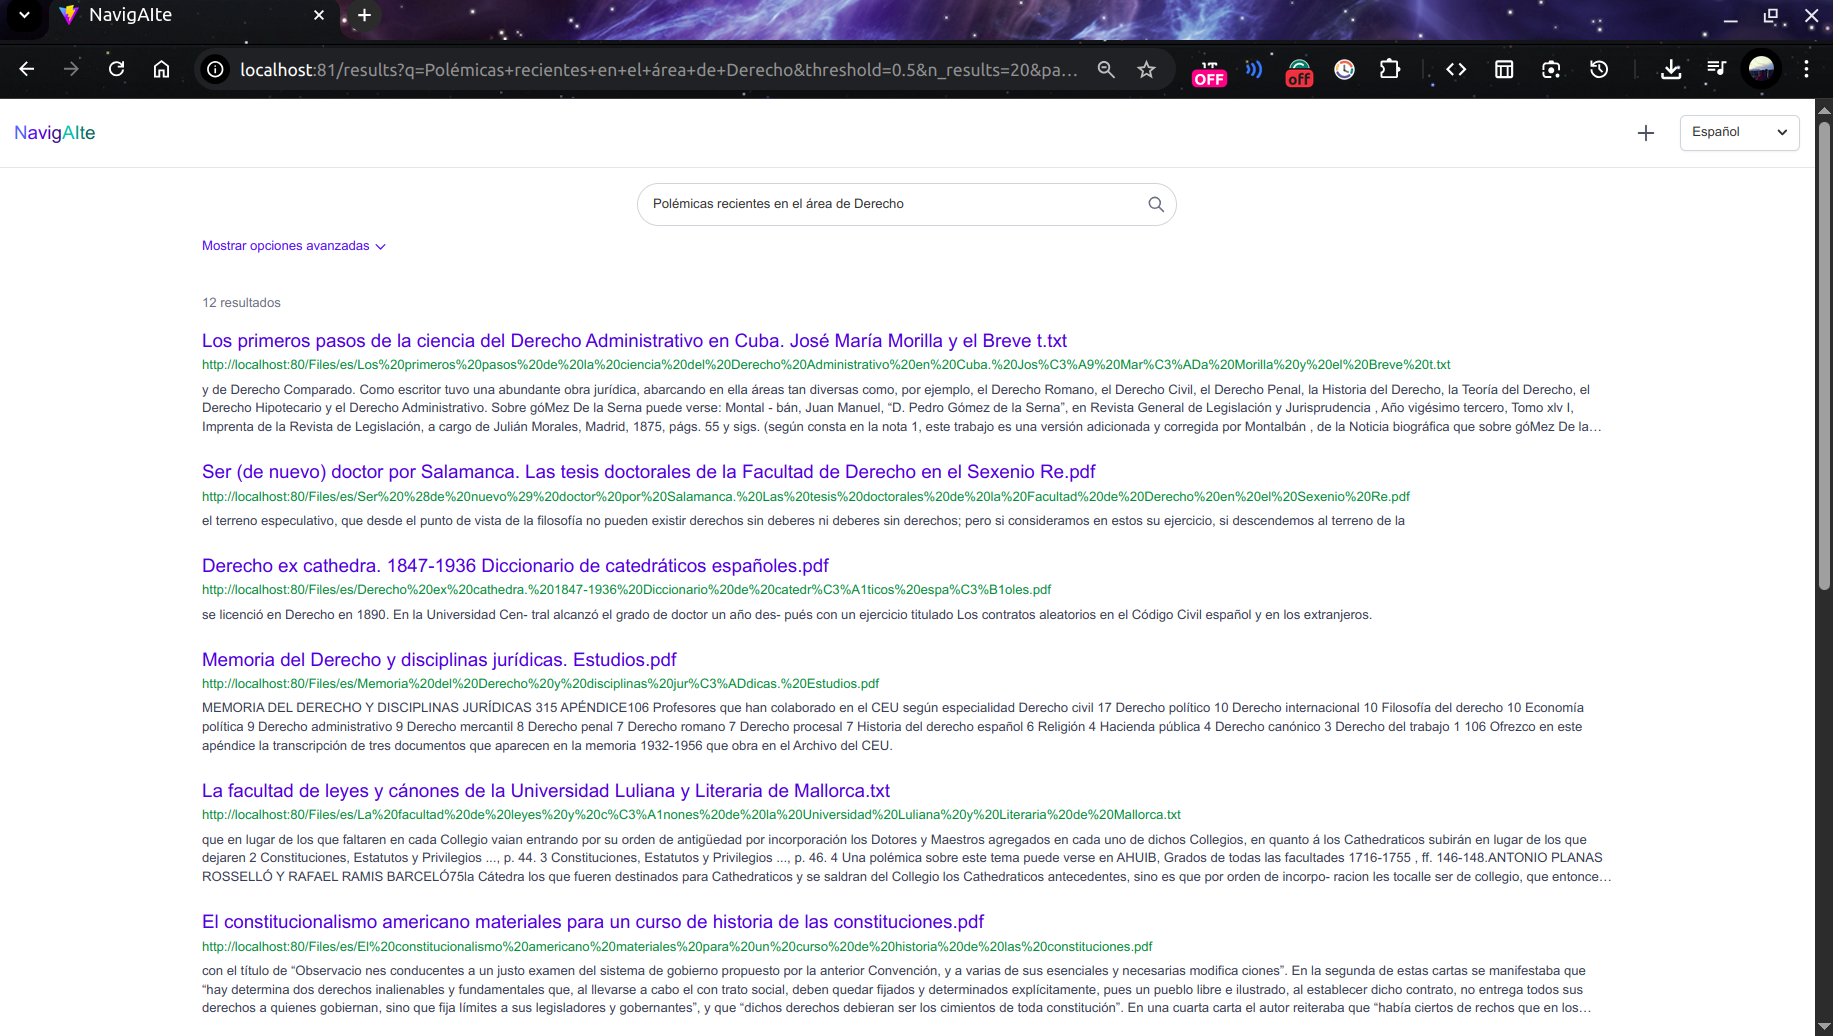 NavigAIte
localhost:81/results?q=Polémicas+recientes+en+el+área+de+Derecho&threshold=0.5&n_results=20&pa...
OFF
off
NavigAIte
Español
Polémicas recientes en el área de Derecho
Mostrar opciones avanzadas
12 resultados
Los primeros pasos de la ciencia del Derecho Administrativo en Cuba. José María Morilla y el Breve t.txt
http://localhost:80/Files/es/Los%20primeros%20pasos%20de%20la%20ciencia%20del%20Derecho%20Administrativo%20en%20Cuba.%20Jos%C3%A9%20Mar%C3%ADa%20Morilla%20y%20el%20Breve%20t.txt
y de Derecho Comparado. Como escritor tuvo una abundante obra jurídica, abarcando en ella áreas tan diversas como, por ejemplo, el Derecho Romano, el Derecho Civil, el Derecho Penal, la Historia del Derecho, la Teoría del Derecho, el
Derecho Hipotecario y el Derecho Administrativo. Sobre góMez De la Serna puede verse: Montal - bán, Juan Manuel, “D. Pedro Gómez de la Serna”, en Revista General de Legislación y Jurisprudencia , Año vigésimo tercero, Tomo xlv I,
Imprenta de la Revista de Legislación, a cargo de Julián Morales, Madrid, 1875, págs. 55 y sigs. (según consta en la nota 1, este trabajo es una versión adicionada y corregida por Montalbán , de la Noticia biográfica que sobre góMez De la…
Ser (de nuevo) doctor por Salamanca. Las tesis doctorales de la Facultad de Derecho en el Sexenio Re.pdf
http://localhost:80/Files/es/Ser%20%28de%20nuevo%29%20doctor%20por%20Salamanca.%20Las%20tesis%20doctorales%20de%20la%20Facultad%20de%20Derecho%20en%20el%20Sexenio%20Re.pdf
el terreno especulativo, que desde el punto de vista de la filosofía no pueden existir derechos sin deberes ni deberes sin derechos; pero si consideramos en estos su ejercicio, si descendemos al terreno de la
Derecho ex cathedra. 1847-1936 Diccionario de catedráticos españoles.pdf
http://localhost:80/Files/es/Derecho%20ex%20cathedra.%201847-1936%20Diccionario%20de%20catedr%C3%A1ticos%20espa%C3%B1oles.pdf
se licenció en Derecho en 1890. En la Universidad Cen- tral alcanzó el grado de doctor un año des- pués con un ejercicio titulado Los contratos aleatorios en el Código Civil español y en los extranjeros.
Memoria del Derecho y disciplinas jurídicas. Estudios.pdf
http://localhost:80/Files/es/Memoria%20del%20Derecho%20y%20disciplinas%20jur%C3%ADdicas.%20Estudios.pdf
MEMORIA DEL DERECHO Y DISCIPLINAS JURÍDICAS 315 APÉNDICE106 Profesores que han colaborado en el CEU según especialidad Derecho civil 17 Derecho político 10 Derecho internacional 10 Filosofía del derecho 10 Economía
política 9 Derecho administrativo 9 Derecho mercantil 8 Derecho penal 7 Derecho romano 7 Derecho procesal 7 Historia del derecho español 6 Religión 4 Hacienda pública 4 Derecho canónico 3 Derecho del trabajo 1 106 Ofrezco en este
apéndice la transcripción de tres documentos que aparecen en la memoria 1932-1956 que obra en el Archivo del CEU.
La facultad de leyes y cánones de la Universidad Luliana y Literaria de Mallorca.txt
http://localhost:80/Files/es/La%20facultad%20de%20leyes%20y%20c%C3%A1nones%20de%20la%20Universidad%20Luliana%20y%20Literaria%20de%20Mallorca.txt
que en lugar de los que faltaren en cada Collegio vaian entrando por su orden de antigüedad por incorporación los Dotores y Maestros agregados en cada uno de dichos Collegios, en quanto á los Cathedraticos subirán en lugar de los que
dejaren 2 Constituciones, Estatutos y Privilegios ..., p. 44. 3 Constituciones, Estatutos y Privilegios ..., p. 46. 4 Una polémica sobre este tema puede verse en AHUIB, Grados de todas las facultades 1716-1755 , ff. 146-148.ANTONIO PLANAS
ROSSELLÓ Y RAFAEL RAMIS BARCELÓ75la Cátedra los que fueren destinados para Cathedraticos y se saldran del Collegio los Cathedraticos antecedentes, sino es que por orden de incorpo- racion les tocalle ser de collegio, que entonce…
El constitucionalismo americano materiales para un curso de historia de las constituciones.pdf
http://localhost:80/Files/es/El%20constitucionalismo%20americano%20materiales%20para%20un%20curso%20de%20historia%20de%20las%20constituciones.pdf
con el título de “Observacio nes conducentes a un justo examen del sistema de gobierno propuesto por la anterior Convención, y a varias de sus esenciales y necesarias modifica ciones”. En la segunda de estas cartas se manifestaba que
“hay determina dos derechos inalienables y fundamentales que, al llevarse a cabo el con trato social, deben quedar fijados y determinados explícitamente, pues un pueblo libre e ilustrado, al establecer dicho contrato, no entrega todos sus
derechos a quienes gobiernan, sino que fija límites a sus legisladores y gobernantes”, y que “dichos derechos debieran ser los cimientos de toda constitución”. En una cuarta carta el autor reiteraba que “había ciertos de rechos que en los…